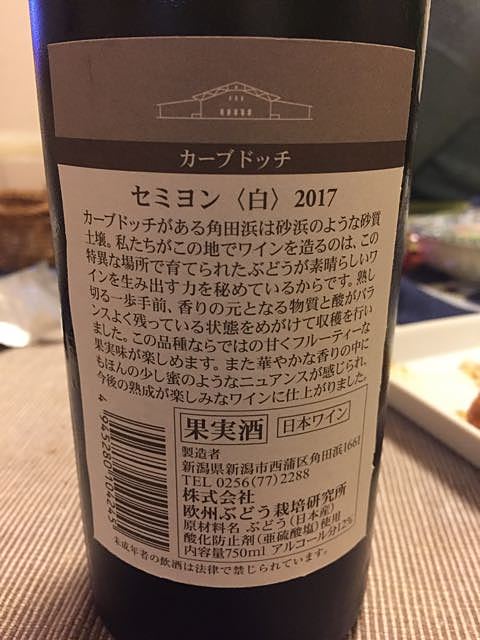 カーブドッチ
セミヨン〈白〉2017
カーブドッチがある角田浜は砂浜のような砂質
土壌。私たちがこの地でワインを造るのは、この
特異な場所で育てられたぶどうが素晴らしいワ
インを生み出す力を秘めているからです。熟し
切る一歩手前、香りの元となる物質と酸がバラ
ンスよく残っている状態をめがけて収穫を行い
ました。この品種ならではの甘くフルーティーな
果実味が楽しめます。また華やかな香りの中に
もほんの少し蜜のようなニュアンスが感じられ、
今後の熟成が楽しみなワインに仕上がりました。
果実酒
日本ワイン
製造者
新潟県新潟市西蒲区角田浜1661
TEL 0256(77)2288
株式会社
欧州ぶどう栽培研究所
原材料名 ぶどう(日本産)
酸化防止剤(亜硫酸塩)使用
内容量750ml アルコール分12%
未成年者の飲酒は法律で禁じられています。